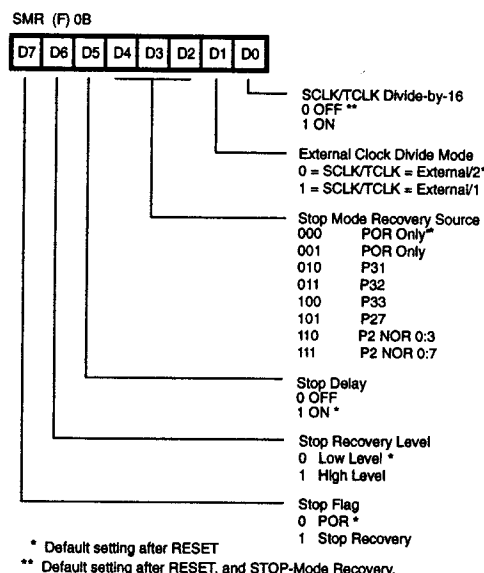 SMR (F) 0B
D7 D6 D5 D4 D3 D2 D1 D0
SCLK/TCLK Divide-by-16
0 OFF **
1 ON
External Clock Divide Mode
0 = SCLK/TCLK = External/2*
1 = SCLK/TCLK = External/1
Stop Mode Recovery Source
000 POR Only**
001 POR Only
010 P31
011 P32
100 P33
101 P27
110 P2 NOR 0:3
111 P2 NOR 0:7
Stop Delay
0 OFF
1 ON *
Stop Recovery Level
0 Low Level *
1 High Level
Stop Flag
0 POR *
1 Stop Recovery
* Default setting after RESET
** Default setting after RESET, and STOP-Mode Recovery.